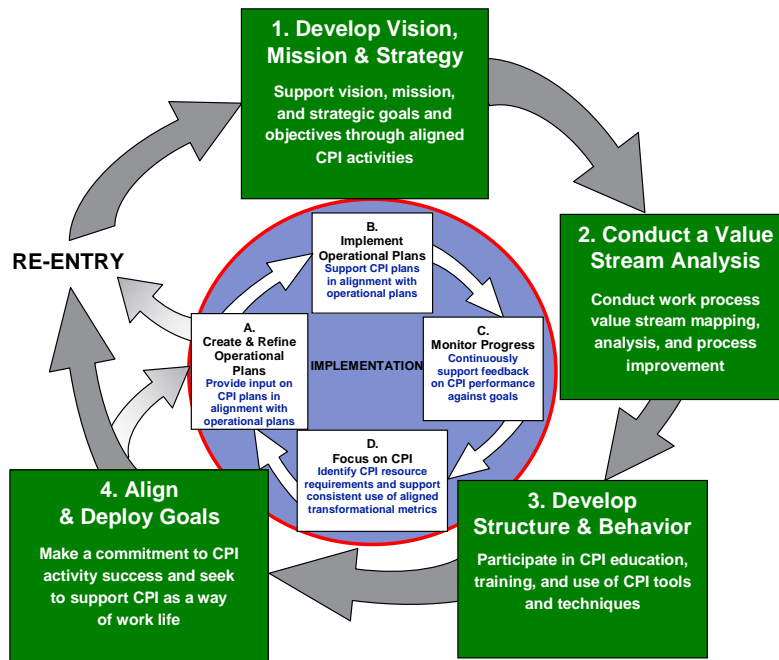 1. Develop Vision,
Mission & Strategy
Support vision, mission,
and strategic goals and
objectives through aligned
CPI activities
2. Conduct a Value
Stream Analysis
Conduct work process
value stream mapping,
analysis, and process
improvement
3. Develop
Structure & Behavior
Participate in CPI education,
training, and use of CPI tools
and techniques
4. Align
& Deploy Goals
Make a commitment to CPI
activity success and seek
to support CPI as a way
of work life
RE-ENTRY
IMPLEMENTATION
A.
Create & Refine
Operational
Plans
Provide input on
CPI plans in
alignment with
operational plans
B.
Implement
Operational Plans
Support CPI plans
in alignment with
operational plans
C.
Monitor Progress
Continuously
support feedback
on CPI performance
against goals
D.
Focus on CPI
Identify CPI resource
requirements and support
consistent use of aligned
transformational metrics